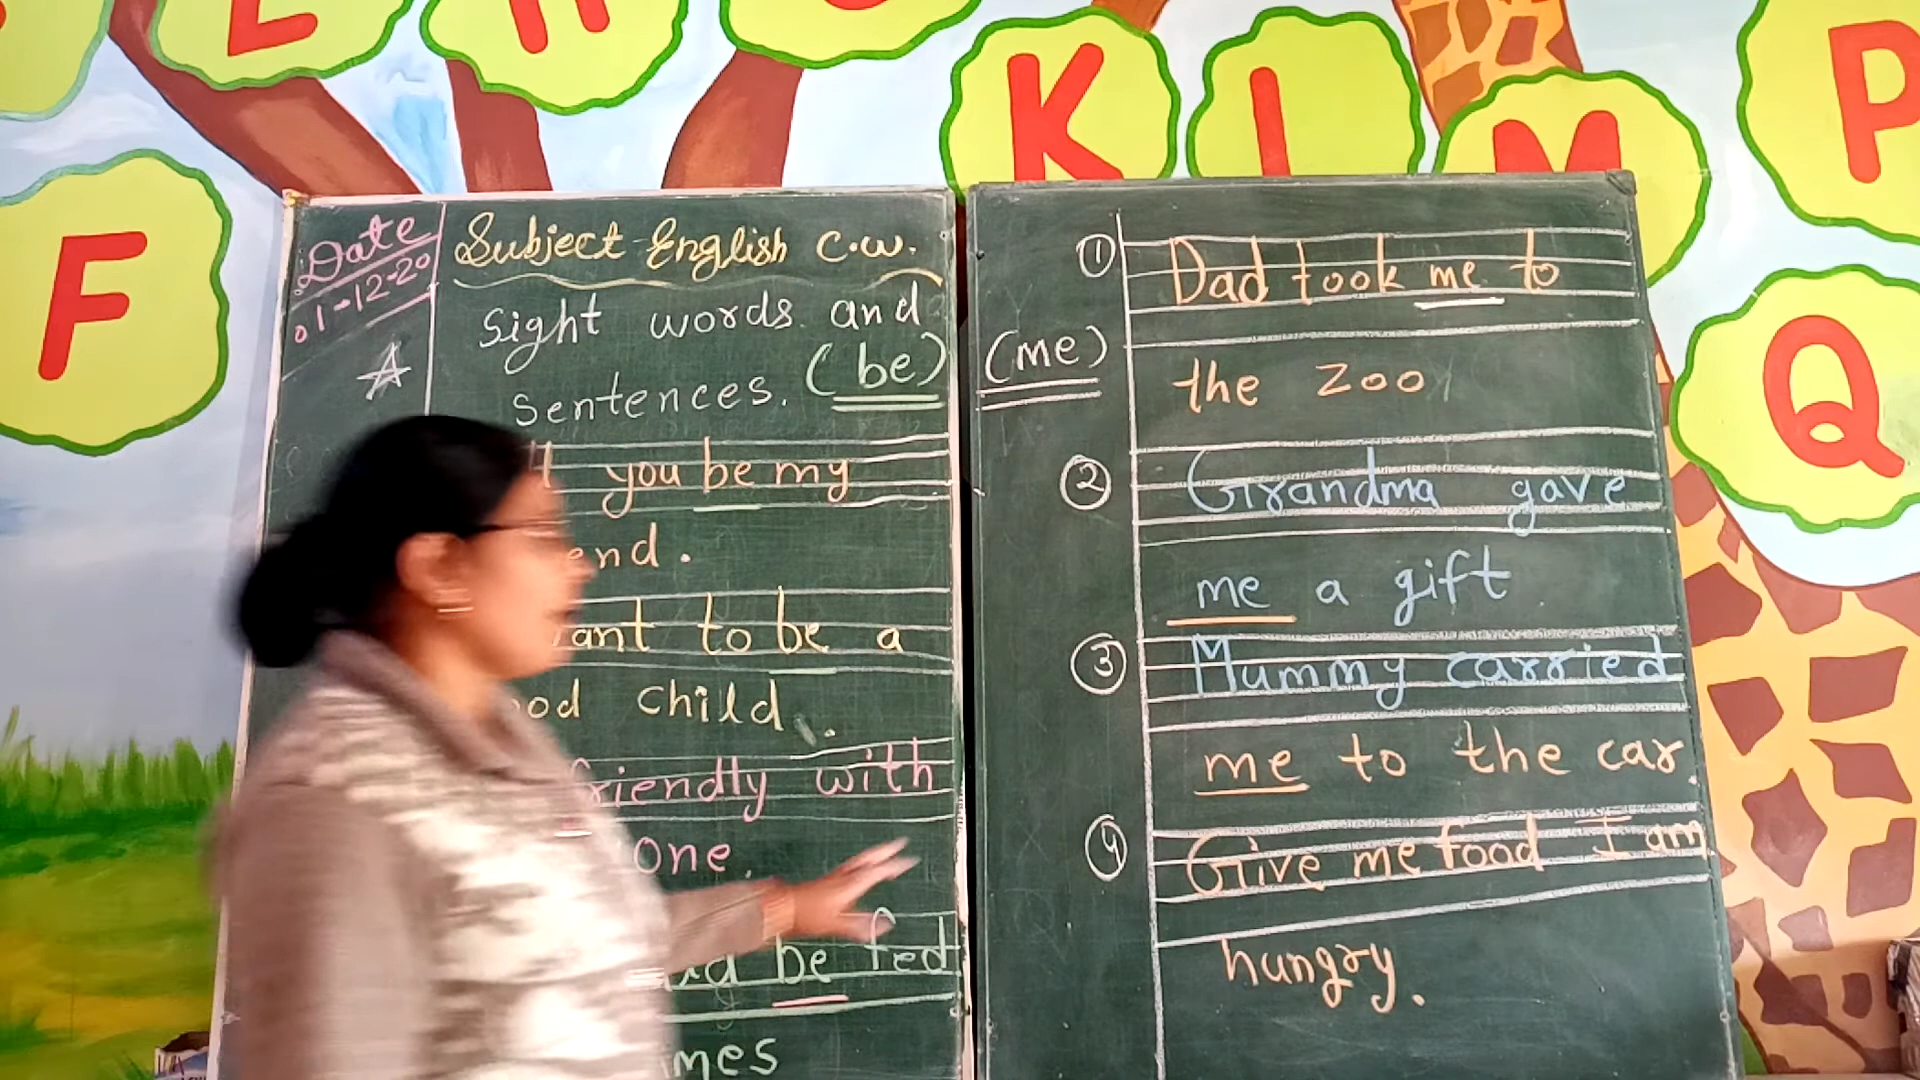 F
K
M
P
Q
Date
01-12-20
Subject English C.W.
Sight words and
sentences. (be)
you be my
end.
ant to be a
od child.
riendly with
one.
be fed
mes
(me)
① Dad took me to
the zoo
② Grandma gave
me a gift
③ Mummy carried
me to the car.
④ Give me food I am
hungry.